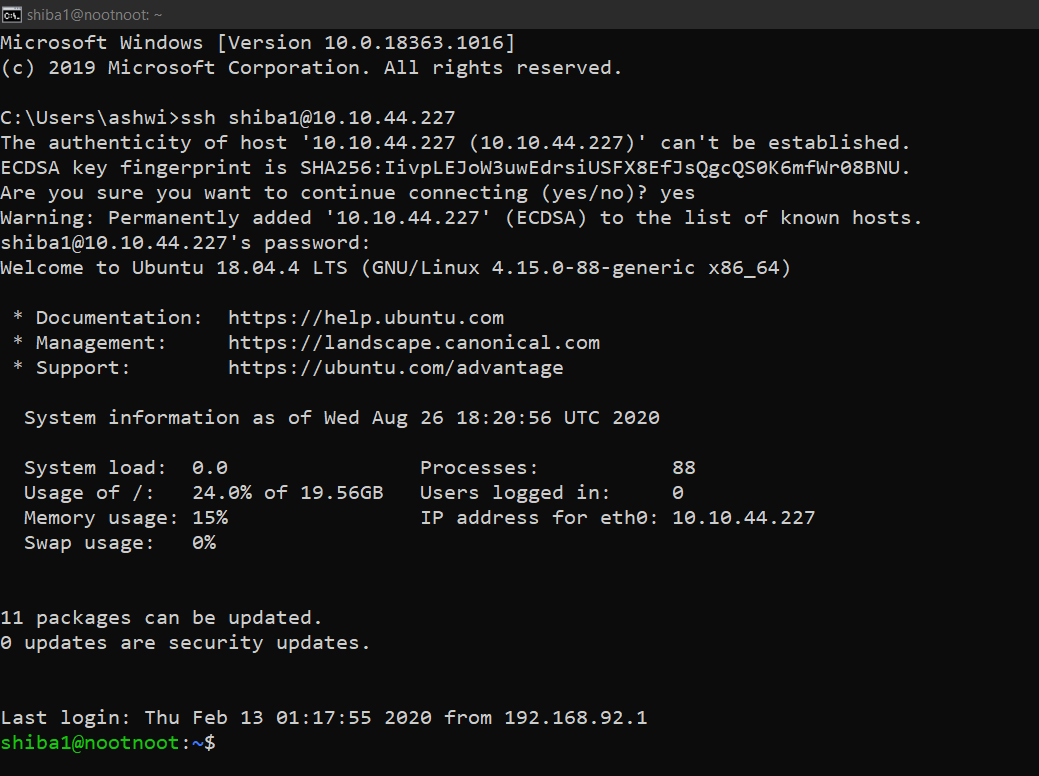 shiba1@nootnoot: ~
Microsoft Windows [Version 10.0.18363.1016]
(c) 2019 Microsoft Corporation. All rights reserved.
C:\Users\ashwi>ssh shiba1@10.10.44.227
The authenticity of host '10.10.44.227 (10.10.44.227)' can't be established.
ECDSA key fingerprint is SHA256:IivpLEJoW3uwEdrsiUSFX8EfJsQgcQS0K6mfWr08BNU.
Are you sure you want to continue connecting (yes/no)? yes
Warning: Permanently added '10.10.44.227' (ECDSA) to the list of known hosts.
shiba1@10.10.44.227's password:
Welcome to Ubuntu 18.04.4 LTS (GNU/Linux 4.15.0-88-generic x86_64)
* Documentation:  https://help.ubuntu.com
* Management:     https://landscape.canonical.com
* Support:        https://ubuntu.com/advantage
System information as of Wed Aug 26 18:20:56 UTC 2020
System load:  0.0                Processes:           88
Usage of /:   24.0% of 19.56GB   Users logged in:     0
Memory usage: 15%                IP address for eth0: 10.10.44.227
Swap usage:   0%
11 packages can be updated.
0 updates are security updates.
Last login: Thu Feb 13 01:17:55 2020 from 192.168.92.1
shiba1@nootnoot:~$